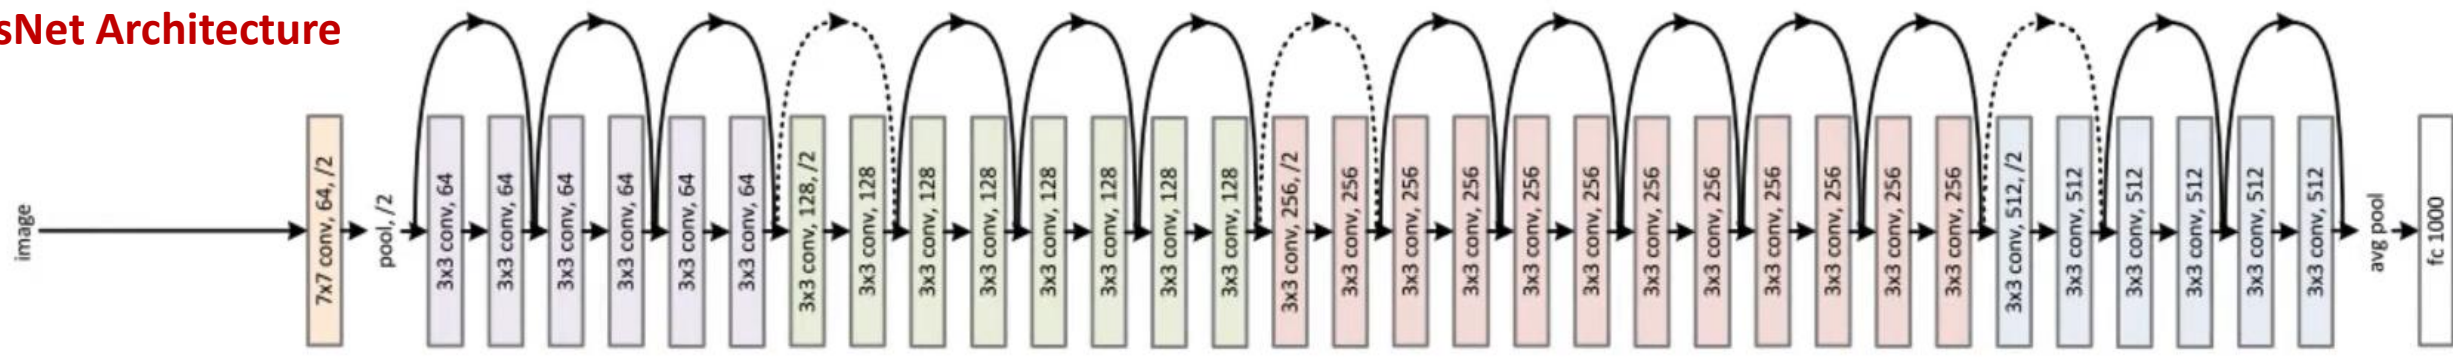 sNet Architecture
image
7x7 conv, 64, /2
pool, /2
3x3 conv, 64
3x3 conv, 64
3x3 conv, 64
3x3 conv, 64
3x3 conv, 64
3x3 conv, 64
3x3 conv, 128, /2
3x3 conv, 128
3x3 conv, 128
3x3 conv, 128
3x3 conv, 128
3x3 conv, 128
3x3 conv, 128
3x3 conv, 128
3x3 conv, 256, /2
3x3 conv, 256
3x3 conv, 256
3x3 conv, 256
3x3 conv, 256
3x3 conv, 256
3x3 conv, 256
3x3 conv, 256
3x3 conv, 256
3x3 conv, 256
3x3 conv, 256
3x3 conv, 256
3x3 conv, 512, /2
3x3 conv, 512
3x3 conv, 512
3x3 conv, 512
3x3 conv, 512
3x3 conv, 512
avg pool
fc 1000